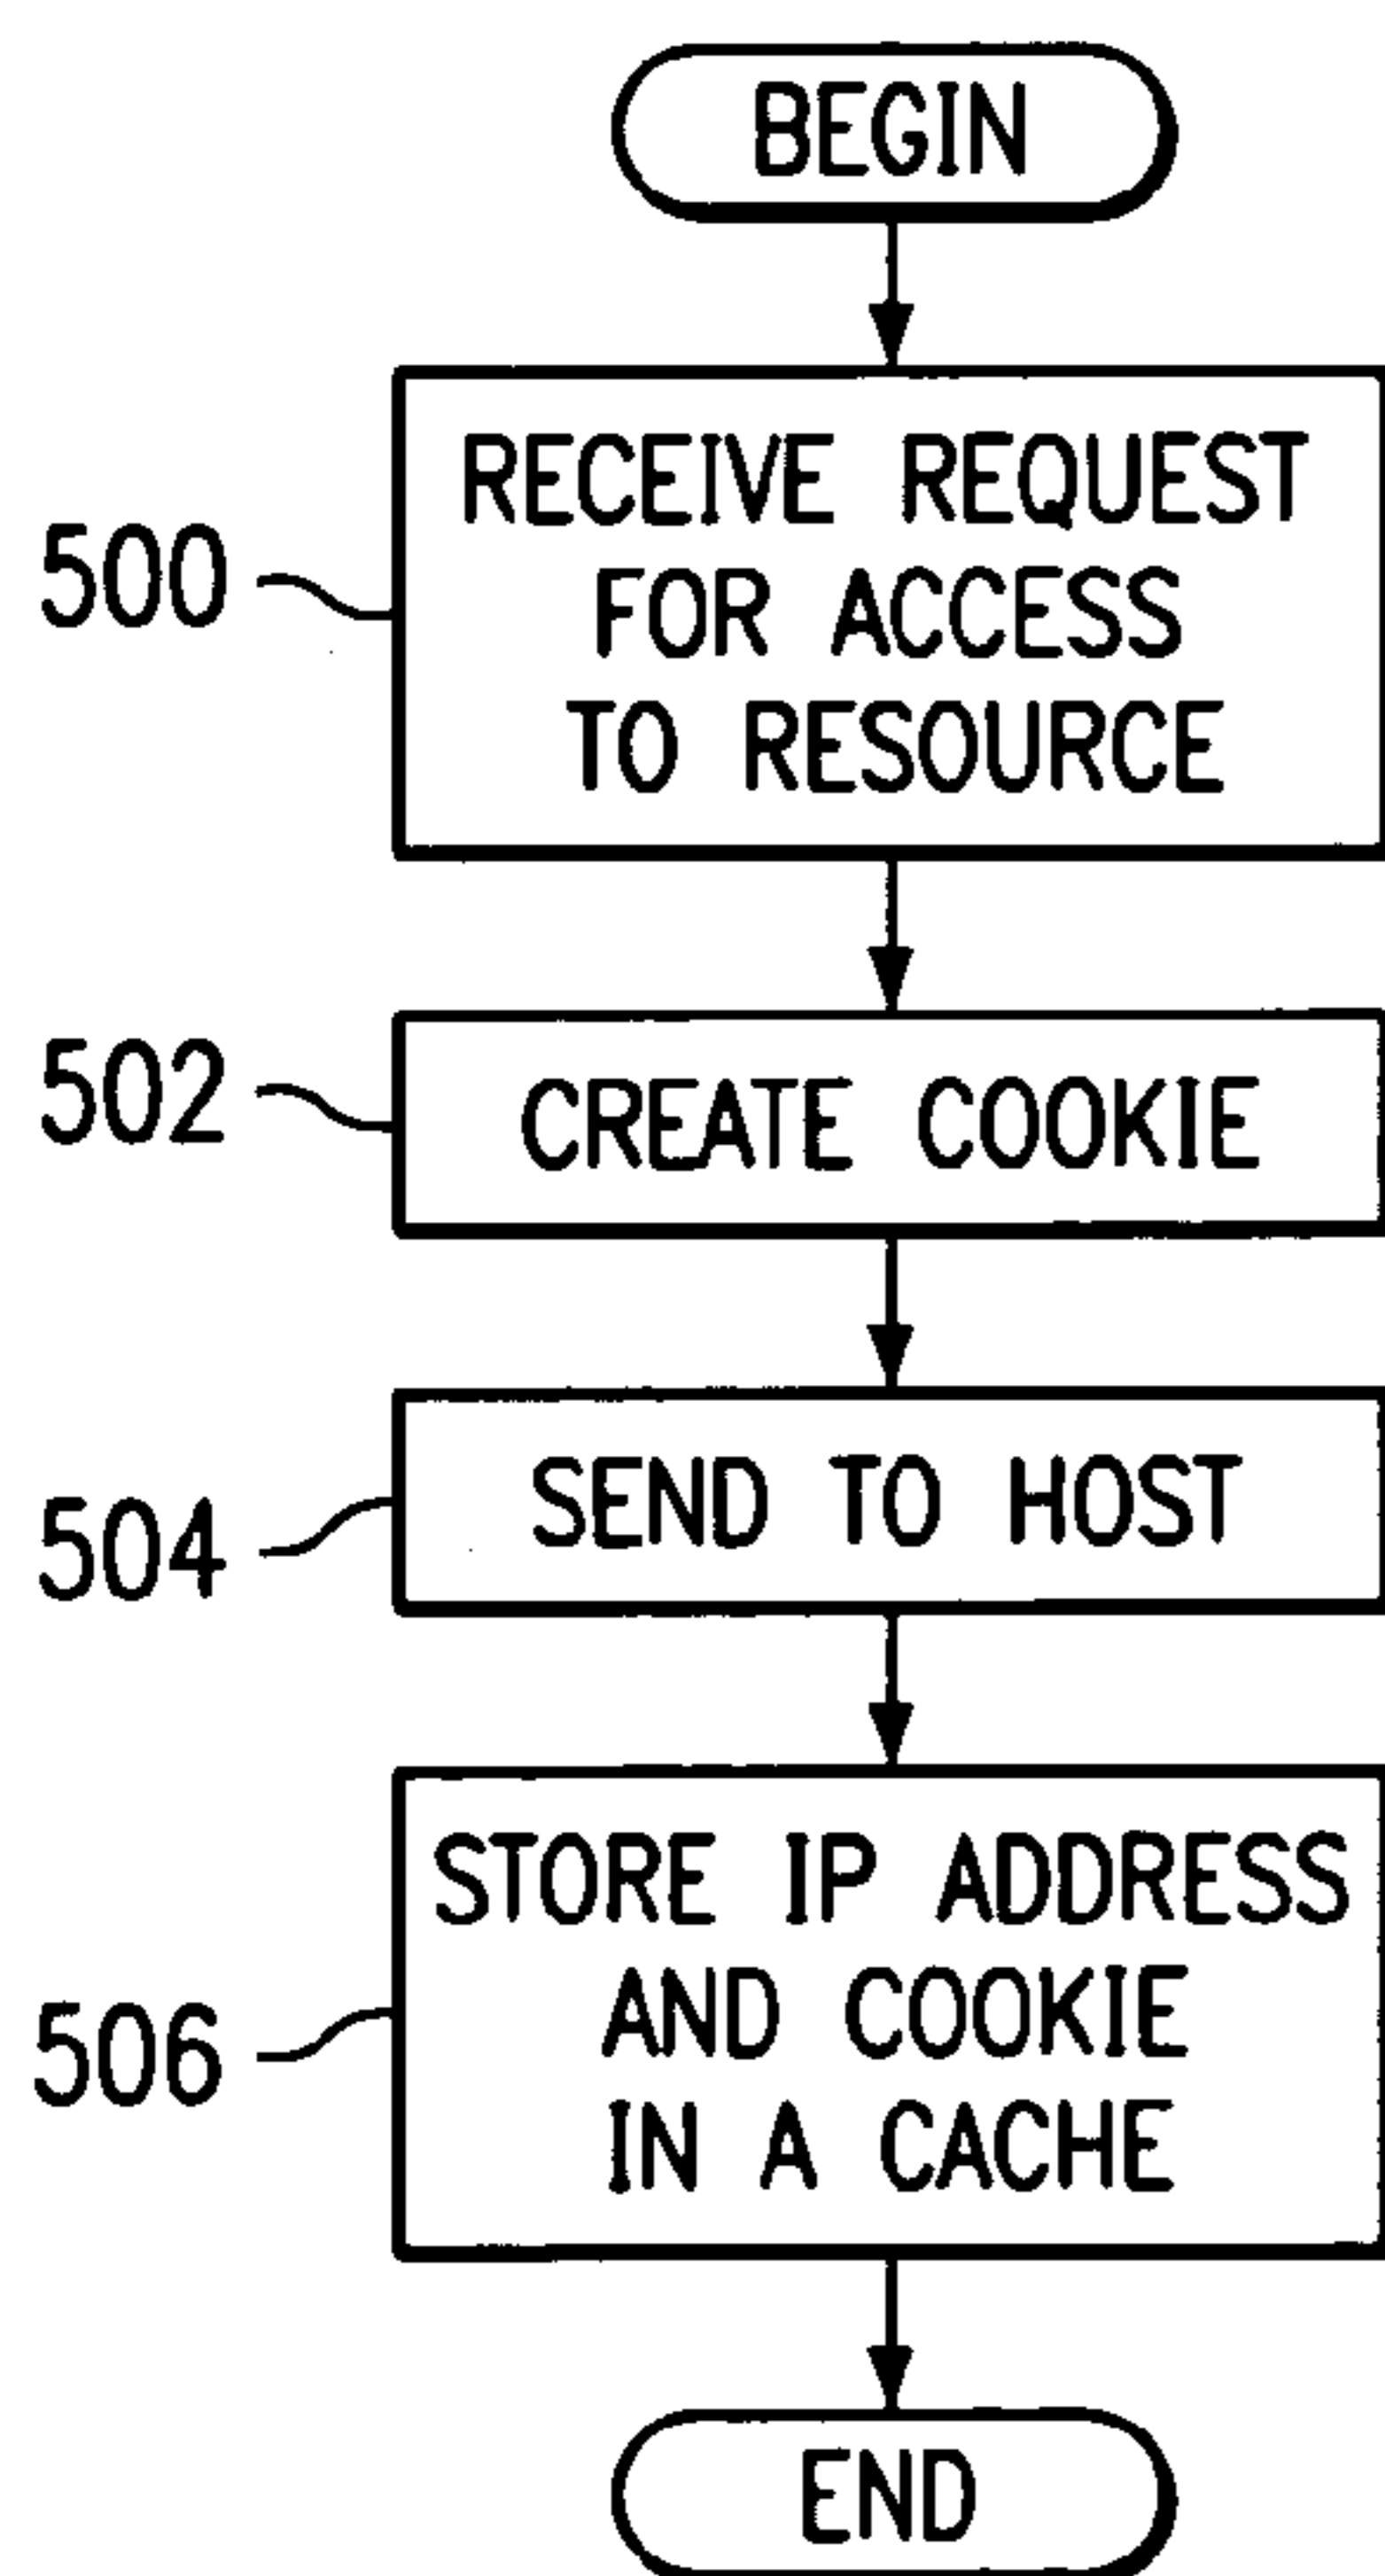 BEGIN
500
RECEIVE REQUEST
FOR ACCESS
TO RESOURCE
502
CREATE COOKIE
504
SEND TO HOST
506
STORE IP ADDRESS
AND COOKIE
IN A CACHE
END